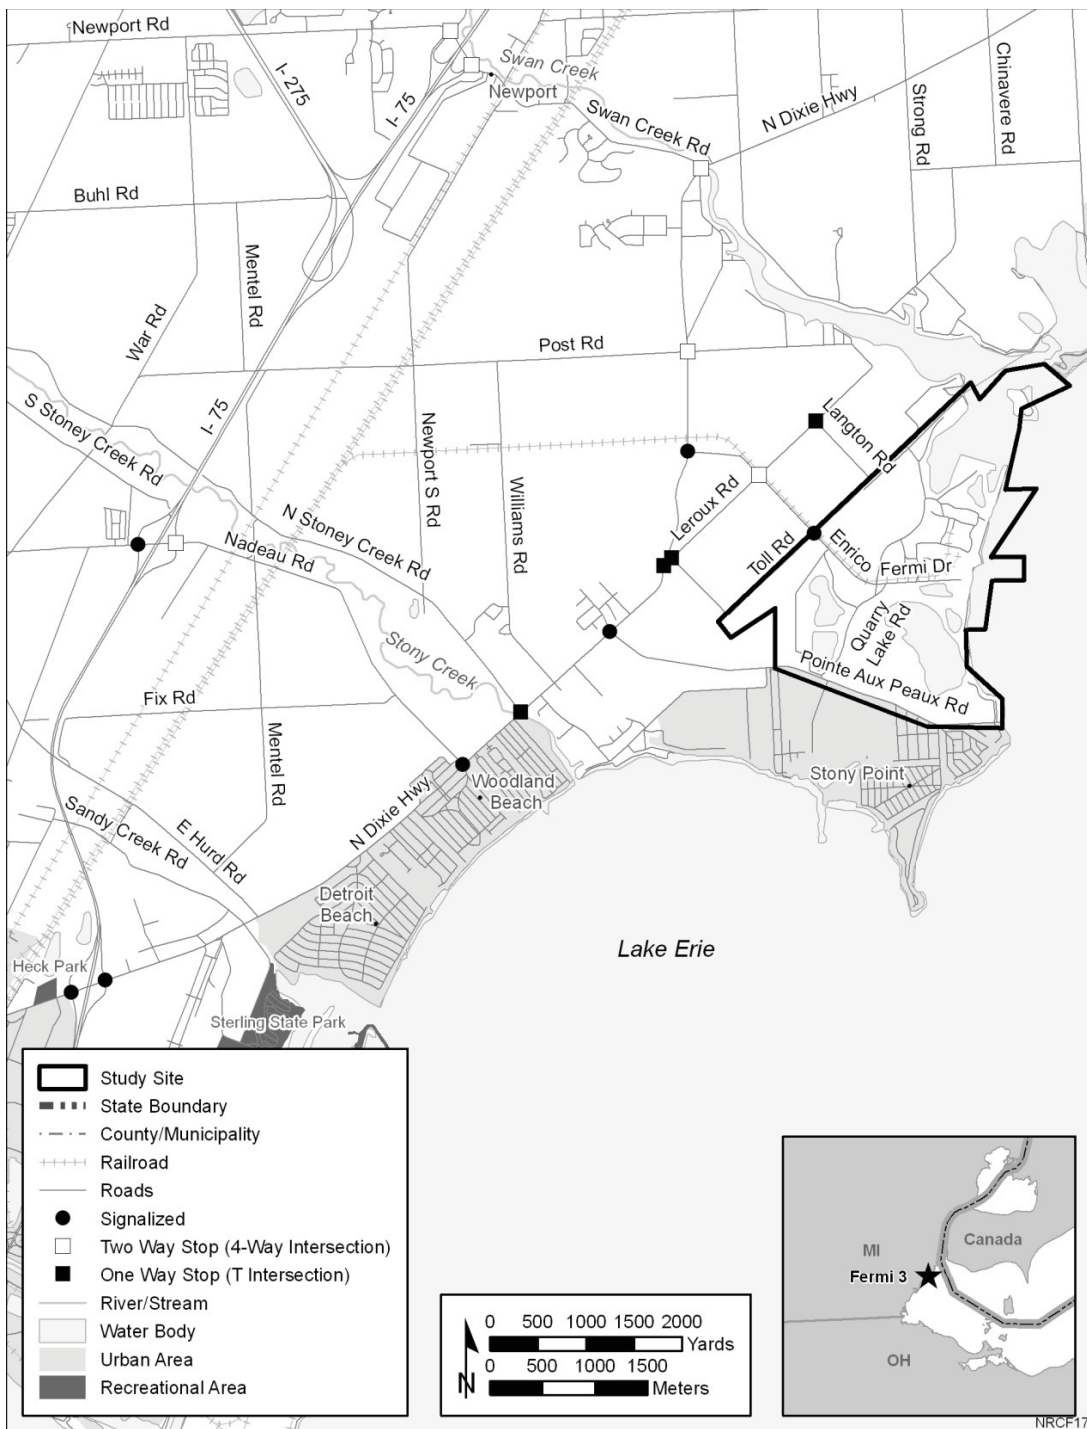 Newport Rd
I-275
I-75
Swan Creek
Newport
Swan Creek Rd
N Dixie Hwy
Strong Rd
Chinavere Rd
Buhl Rd
Mentel Rd
War Rd
Post Rd
I-75
S Stoney Creek Rd
N Stoney Creek Rd
Newport S Rd
Williams Rd
Leroux Rd
Langton Rd
Toll Rd
Enrico
Fermi Dr
Nadeau Rd
Stony Creek
Quarry
Lake Rd
Pointe Aux Peaux Rd
Fix Rd
Mentel Rd
Stony Point
Woodland
Beach
N Dixie Hwy
Sandy Creek Rd
E Hurd Rd
Detroit
Beach
Lake Erie
Heck Park
Sterling State Park
Study Site
State Boundary
County/Municipality
Railroad
Roads
Signalized
Two Way Stop (4-Way Intersection)
One Way Stop (T Intersection)
River/Stream
Water Body
Urban Area
Recreational Area
N
0 500 1000 1500 2000
Yards
0 500 1000 1500
Meters
MI
Canada
Fermi 3
OH
NRCF17